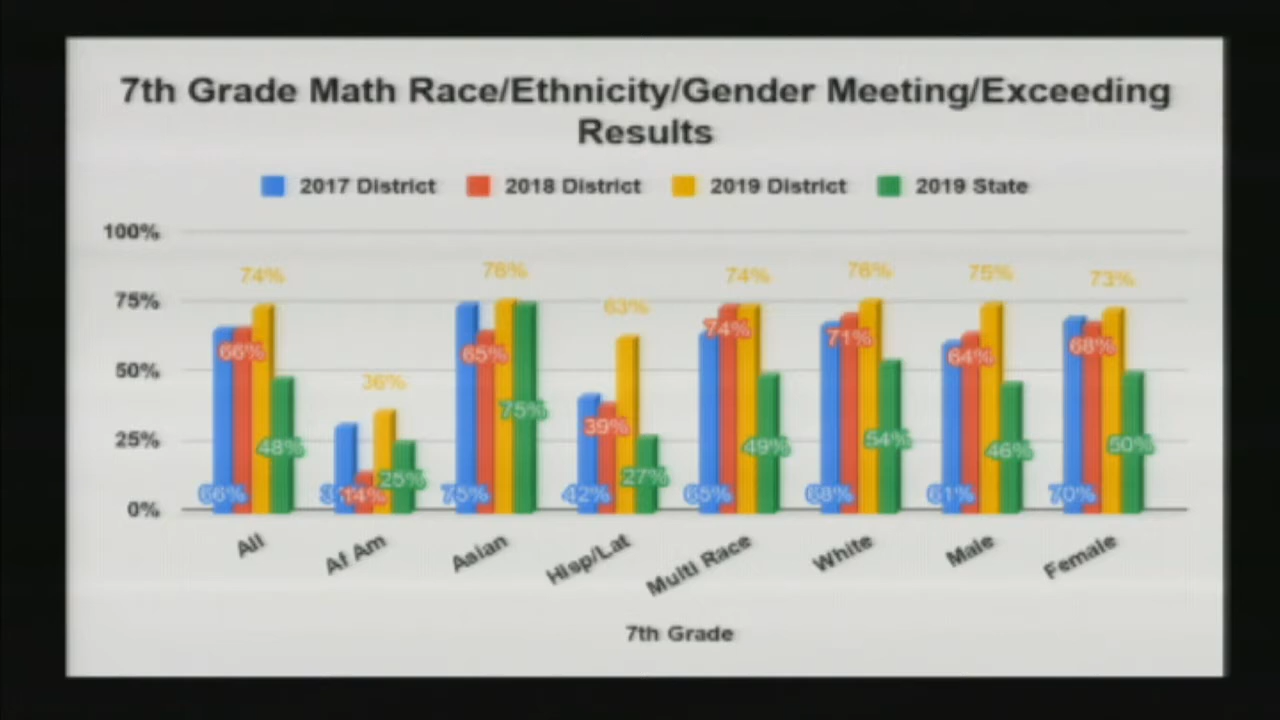 7th Grade Math Race/Ethnicity/Gender Meeting/Exceeding
Results
2017 District 2018 District 2019 District 2019 State
100%
75%
50%
25%
0%
74% 36% 63% 74% 75% 73%
66% 14% 65% 39% 74% 71% 64% 68%
48% 25% 75% 27% 49% 54% 46% 50%
66% 75% 42% 65% 68% 61% 70%
All Af Am Asian Hisp/Lat Multi Race White Male Female
7th Grade